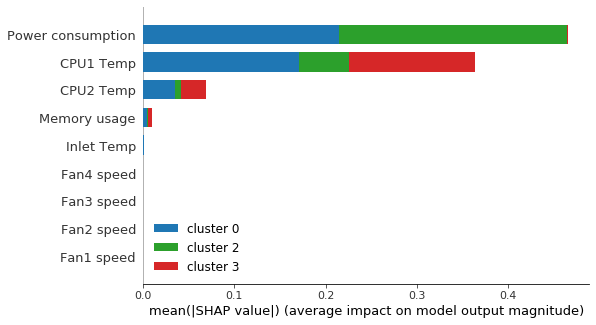 Power consumption
CPU1 Temp
CPU2 Temp
Memory usage
Inlet Temp
Fan4 speed
Fan3 speed
Fan2 speed
Fan1 speed
cluster 0
cluster 2
cluster 3
0.0 0.1 0.2 0.3 0.4
mean(|SHAP value|) (average impact on model output magnitude)